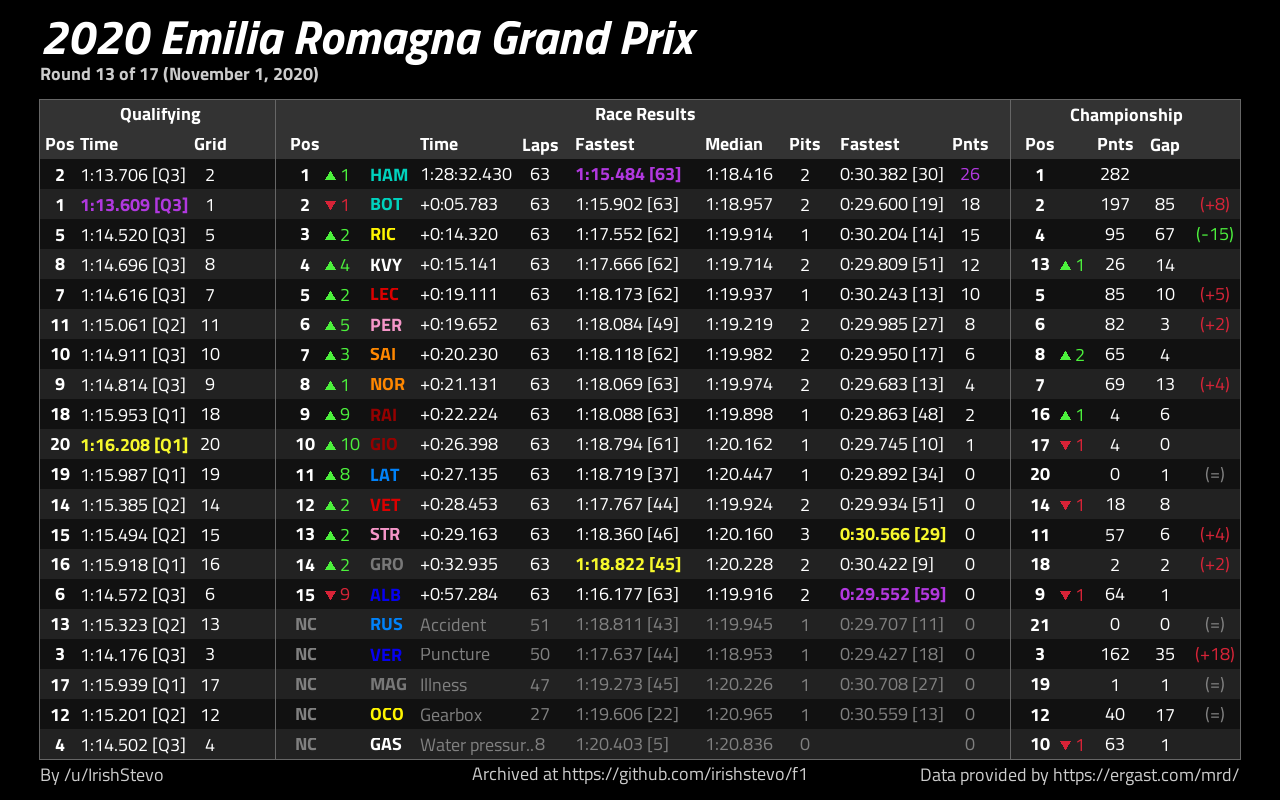 2020 Emilia Romagna Grand Prix
Round 13 of 17 (November 1, 2020)
Qualifying Race Results Championship
Pos Time Grid Pos Time Laps Fastest Median Pits Fastest Pnts Pos Pnts Gap
2 1:13.706 [Q3] 2 1 ▲1 HAM 1:28:32.430 63 1:15.484 [63] 1:18.416 2 0:30.382 [30] 26 1 282
1 1:13.609 [Q3] 1 2 ▼1 BOT +0:05.783 63 1:15.902 [63] 1:18.957 2 0:29.600 [19] 18 2 197 85 (+8)
5 1:14.520 [Q3] 5 3 ▲2 RIC +0:14.320 63 1:17.552 [62] 1:19.914 1 0:30.204 [14] 15 4 95 67 (-15)
8 1:14.696 [Q3] 8 4 ▲4 KVY +0:15.141 63 1:17.666 [62] 1:19.714 2 0:29.809 [51] 12 13 ▲1 26 14
7 1:14.616 [Q3] 7 5 ▲2 LEC +0:19.111 63 1:18.173 [62] 1:19.937 1 0:30.243 [13] 10 5 85 10 (+5)
11 1:15.061 [Q2] 11 6 ▲5 PER +0:19.652 63 1:18.084 [49] 1:19.219 2 0:29.985 [27] 8 6 82 3 (+2)
10 1:14.911 [Q3] 10 7 ▲3 SAI +0:20.230 63 1:18.118 [62] 1:19.982 2 0:29.950 [17] 6 8 ▲2 65 4
9 1:14.814 [Q3] 9 8 ▲1 NOR +0:21.131 63 1:18.069 [63] 1:19.974 2 0:29.683 [13] 4 7 69 13 (+4)
18 1:15.953 [Q1] 18 9 ▲9 RAI +0:22.224 63 1:18.088 [63] 1:19.898 1 0:29.863 [48] 2 16 ▲1 4 6
20 1:16.208 [Q1] 20 10 ▲10 GIO +0:26.398 63 1:18.794 [61] 1:20.162 1 0:29.745 [10] 1 17 ▼1 4 0
19 1:15.987 [Q1] 19 11 ▲8 LAT +0:27.135 63 1:18.719 [37] 1:20.447 1 0:29.892 [34] 0 20 0 1 (=)
14 1:15.385 [Q2] 14 12 ▲2 VET +0:28.453 63 1:17.767 [44] 1:19.924 2 0:29.934 [51] 0 14 ▼1 18 8
15 1:15.494 [Q2] 15 13 ▲2 STR +0:29.163 63 1:18.360 [46] 1:20.160 3 0:30.566 [29] 0 11 57 6 (+4)
16 1:15.918 [Q1] 16 14 ▲2 GRO +0:32.935 63 1:18.822 [45] 1:20.228 2 0:30.422 [9] 0 18 2 2 (+2)
6 1:14.572 [Q3] 6 15 ▼9 ALB +0:57.284 63 1:16.177 [63] 1:19.916 2 0:29.552 [59] 0 9 ▼1 64 1
13 1:15.323 [Q2] 13 NC RUS Accident 51 1:18.811 [43] 1:19.945 1 0:29.707 [11] 0 21 0 0 (=)
3 1:14.176 [Q3] 3 NC VER Puncture 50 1:17.637 [44] 1:18.953 1 0:29.427 [18] 0 3 162 35 (+18)
17 1:15.939 [Q1] 17 NC MAG Illness 47 1:19.273 [45] 1:20.226 1 0:30.708 [27] 0 19 1 1 (=)
12 1:15.201 [Q2] 12 NC OCO Gearbox 27 1:19.606 [22] 1:20.965 1 0:30.559 [13] 0 12 40 17 (=)
4 1:14.502 [Q3] 4 NC GAS Water pressur.. 8 1:20.403 [5] 1:20.836 0 0 10 ▼1 63 1
By /u/IrishStevo Archived at https://github.com/irishstevo/f1 Data provided by https://ergast.com/mrd/